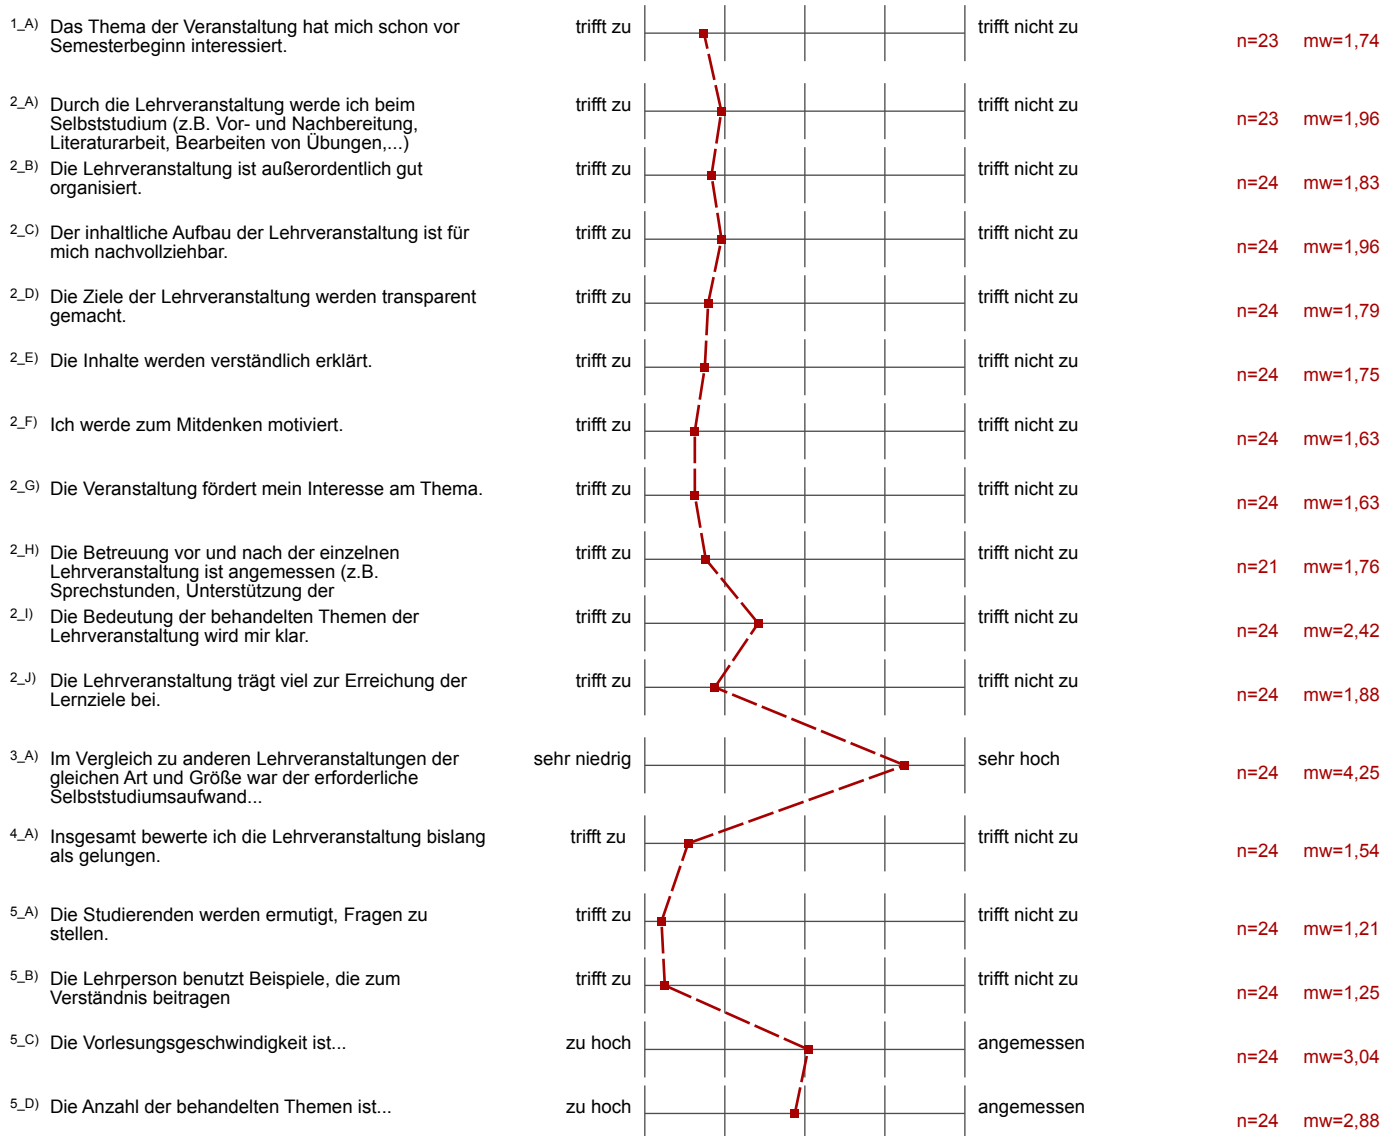 1_A) Das Thema der Veranstaltung hat mich schon vor trifft zu trifft nicht zu
Semesterbeginn interessiert. n=23 mw=1,74
2_A) Durch die Lehrveranstaltung werde ich beim trifft zu trifft nicht zu
Selbststudium (z.B. Vor- und Nachbereitung, n=23 mw=1,96
Literaturarbeit, Bearbeiten von Übungen,...)
2_B) Die Lehrveranstaltung ist außerordentlich gut trifft zu trifft nicht zu
organisiert. n=24 mw=1,83
2_C) Der inhaltliche Aufbau der Lehrveranstaltung ist für trifft zu trifft nicht zu
mich nachvollziehbar. n=24 mw=1,96
2_D) Die Ziele der Lehrveranstaltung werden transparent trifft zu trifft nicht zu
gemacht. n=24 mw=1,79
2_E) Die Inhalte werden verständlich erklärt. trifft zu trifft nicht zu
n=24 mw=1,75
2_F) Ich werde zum Mitdenken motiviert. trifft zu trifft nicht zu
n=24 mw=1,63
2_G) Die Veranstaltung fördert mein Interesse am Thema. trifft zu trifft nicht zu
n=24 mw=1,63
2_H) Die Betreuung vor und nach der einzelnen trifft zu trifft nicht zu
Lehrveranstaltung ist angemessen (z.B. n=21 mw=1,76
Sprechstunden, Unterstützung der
2_I) Die Bedeutung der behandelten Themen der trifft zu trifft nicht zu
Lehrveranstaltung wird mir klar. n=24 mw=2,42
2_J) Die Lehrveranstaltung trägt viel zur Erreichung der trifft zu trifft nicht zu
Lernziele bei. n=24 mw=1,88
3_A) Im Vergleich zu anderen Lehrveranstaltungen der sehr niedrig sehr hoch
gleichen Art und Größe war der erforderliche n=24 mw=4,25
Selbststudiumsaufwand...
4_A) Insgesamt bewerte ich die Lehrveranstaltung bislang trifft zu trifft nicht zu
als gelungen. n=24 mw=1,54
5_A) Die Studierenden werden ermutigt, Fragen zu trifft zu trifft nicht zu
stellen. n=24 mw=1,21
5_B) Die Lehrperson benutzt Beispiele, die zum trifft zu trifft nicht zu
Verständnis beitragen n=24 mw=1,25
5_C) Die Vorlesungsgeschwindigkeit ist... zu hoch angemessen
n=24 mw=3,04
5_D) Die Anzahl der behandelten Themen ist... zu hoch angemessen
n=24 mw=2,88